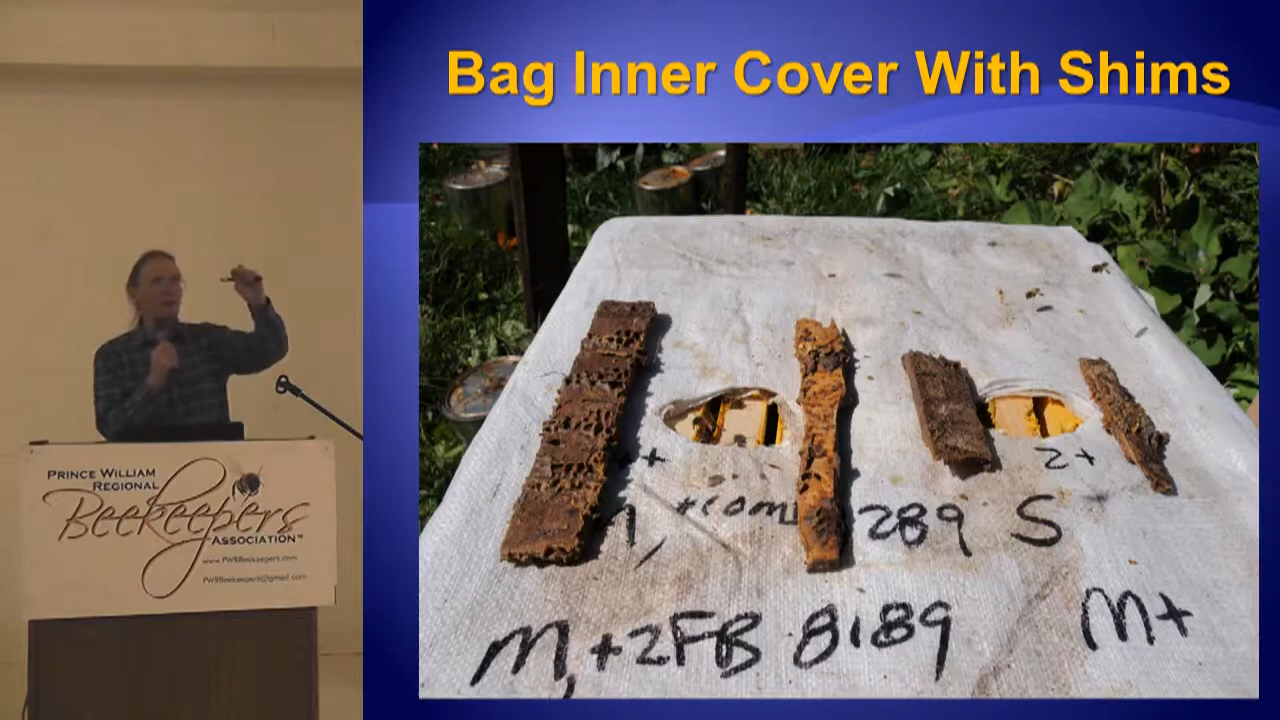 Bag Inner Cover With Shims
2+
289 S
M,+2FB 8189 M+
PRINCE WILLIAM
REGIONAL
Beekeepers
ASSOCIATION™
www.PWRBeekeepers.com
PWRBeekeepers@gmail.com